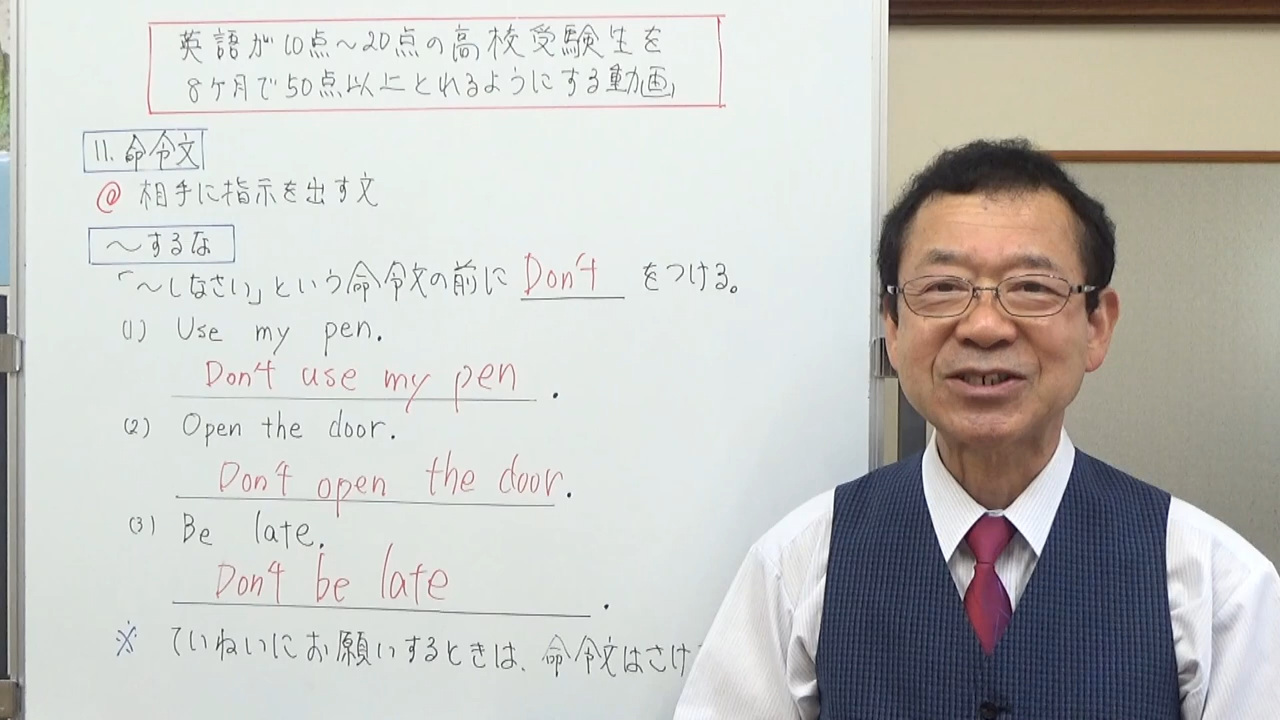 英語が10点～20点の高校受験生を
8ヶ月で50点以上とれるようにする動画
11. 命令文
@ 相手に指示を出す文
～するな
「～しなさい」という命令文の前に Don't をつける。
(1) Use my pen.
Don't use my pen .
(2) Open the door.
Don't open the door.
(3) Be late.
Don't be late .
※ ていねいにお願いするときは、命令文はさけ